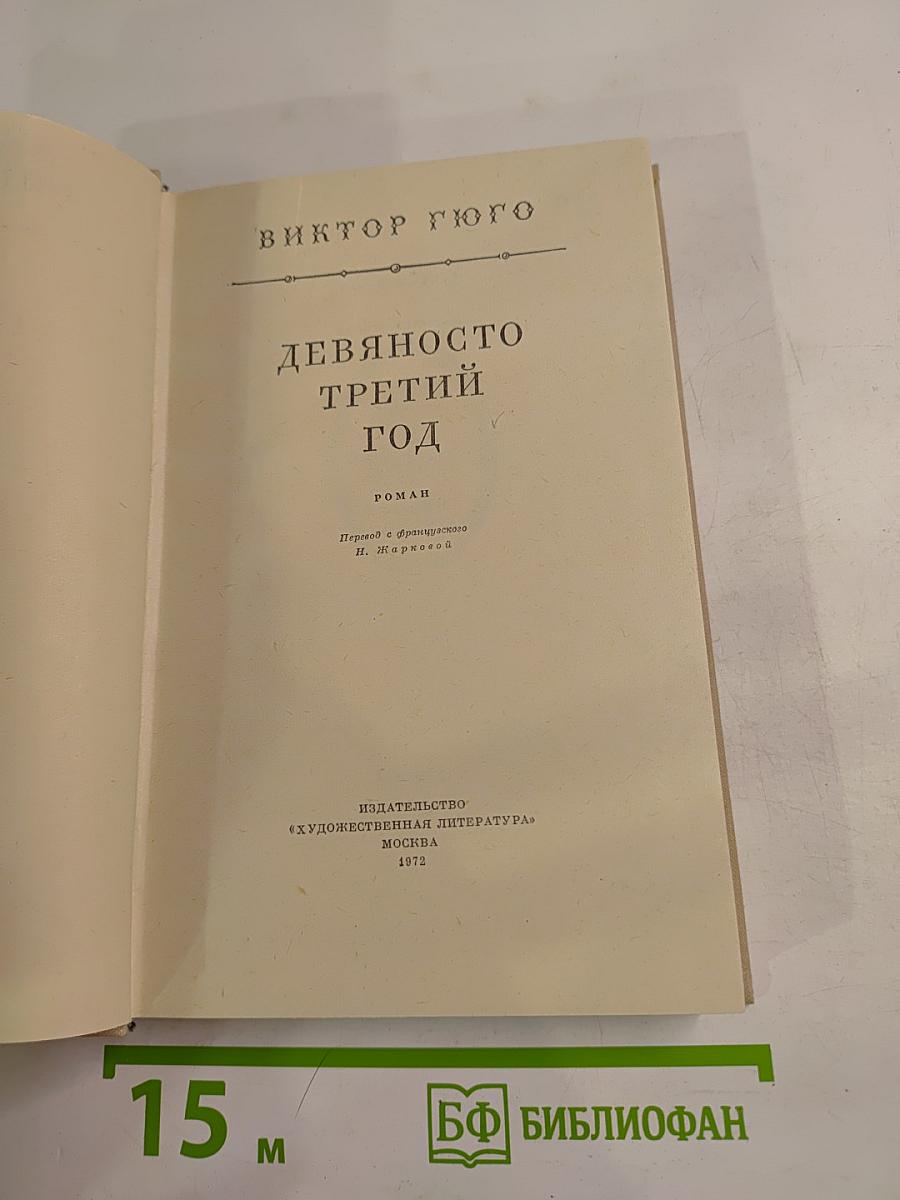 ВИКТОР ГЮГО
ДЕВЯНОСТО
ТРЕТИЙ
ГОД
РОМАН
Перевод с французского
Н. Жарковой
ИЗДАТЕЛЬСТВО
«ХУДОЖЕСТВЕННАЯ ЛИТЕРАТУРА»
МОСКВА
1972
15 м
БФ БИБЛИОФАН